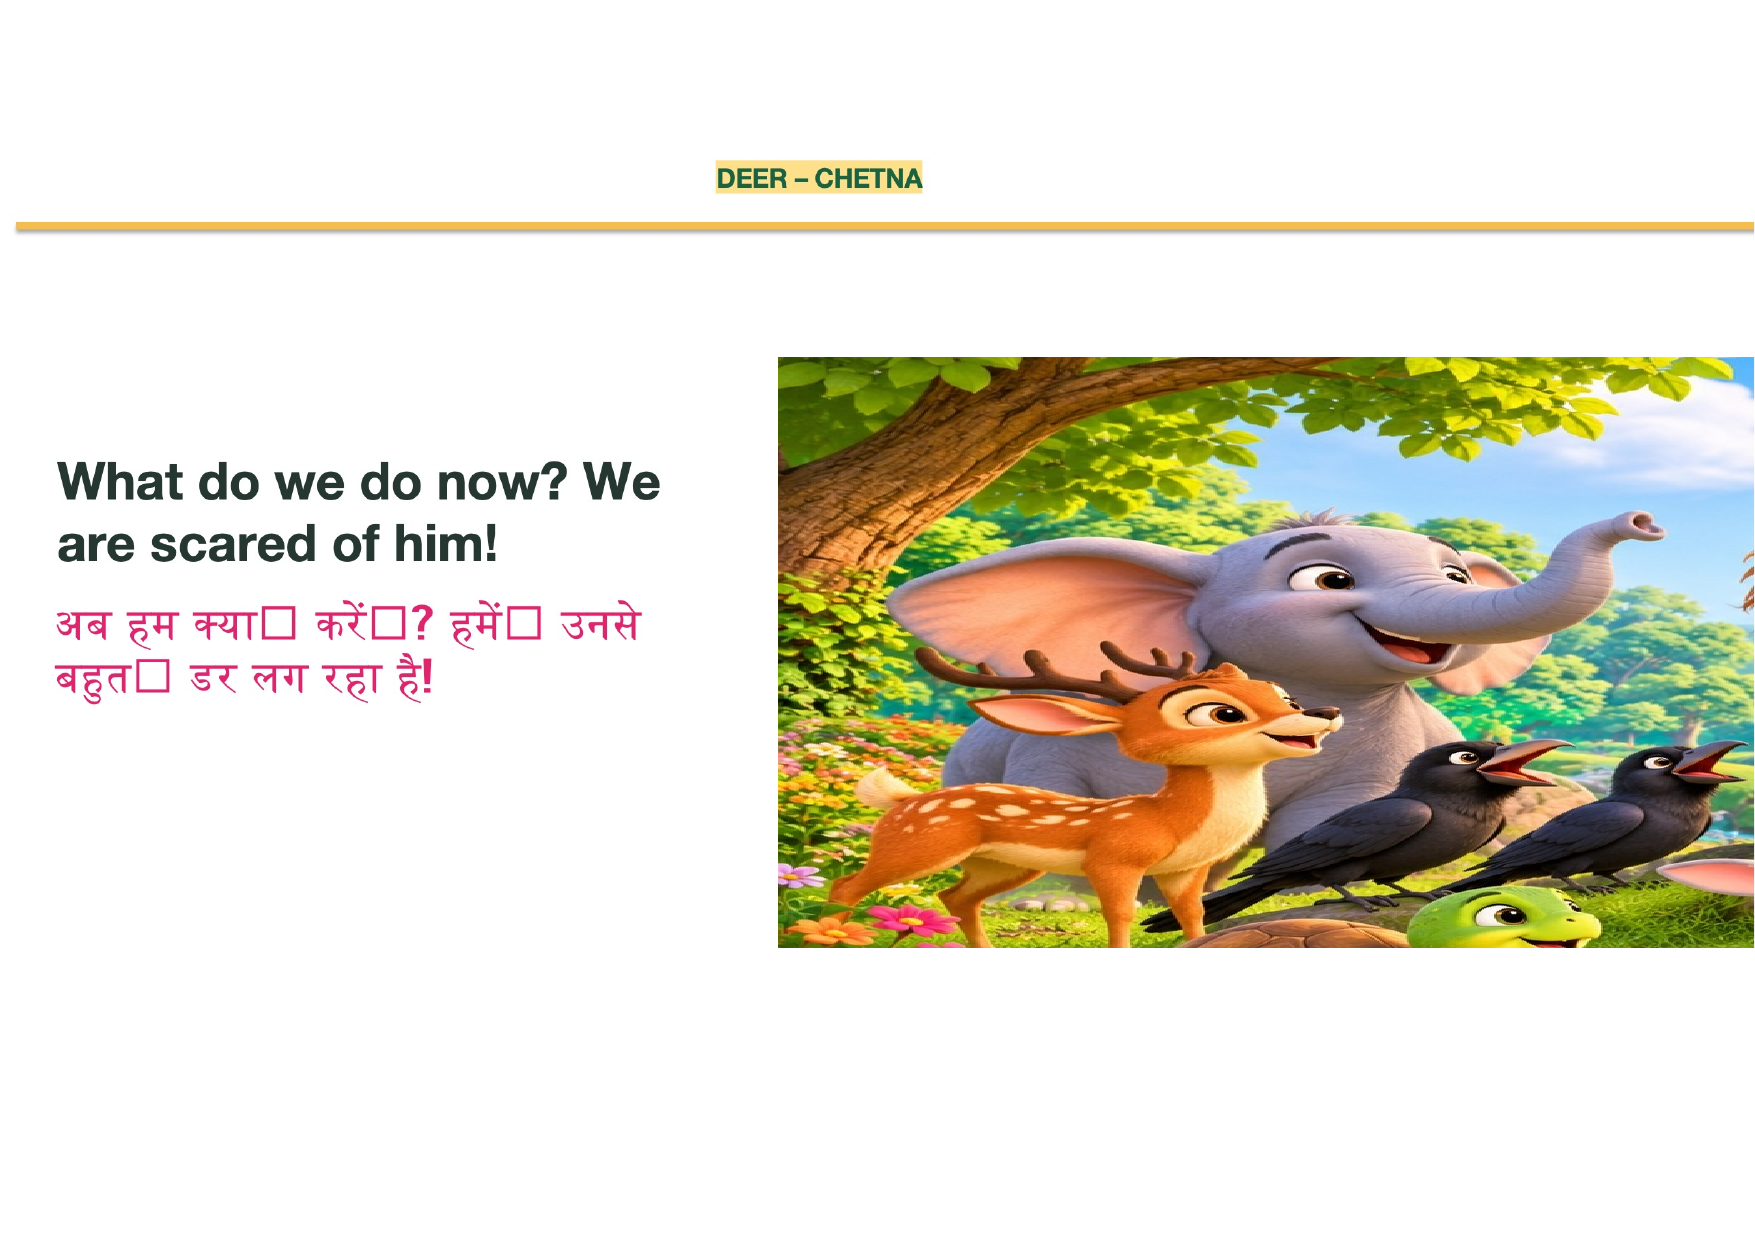 DEER – CHETNA
What do we do now? We
are scared of him!
अब हम क्या□ करें□? हमें□ उनसे
बहुत□ डर लग रहा है!